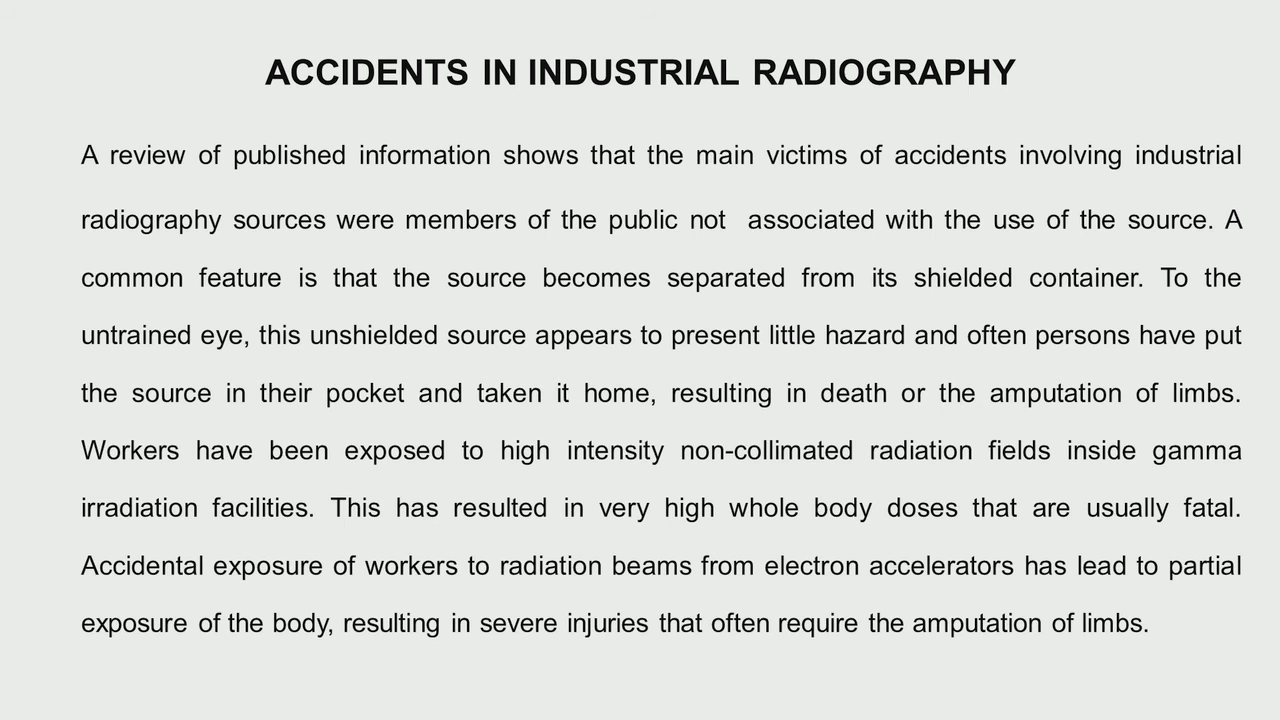 ACCIDENTS IN INDUSTRIAL RADIOGRAPHY
A review of published information shows that the main victims of accidents involving industrial
radiography sources were members of the public not associated with the use of the source. A
common feature is that the source becomes separated from its shielded container. To the
untrained eye, this unshielded source appears to present little hazard and often persons have put
the source in their pocket and taken it home, resulting in death or the amputation of limbs.
Workers have been exposed to high intensity non-collimated radiation fields inside gamma
irradiation facilities. This has resulted in very high whole body doses that are usually fatal.
Accidental exposure of workers to radiation beams from electron accelerators has lead to partial
exposure of the body, resulting in severe injuries that often require the amputation of limbs.